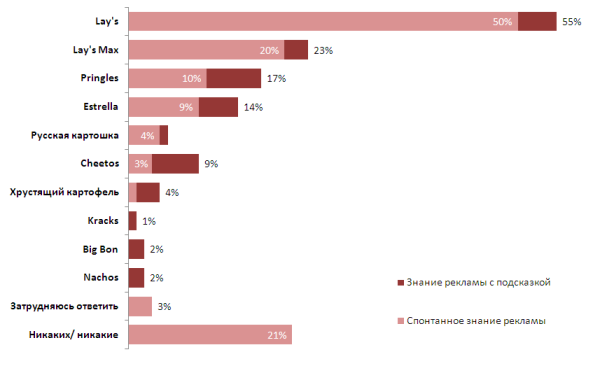 Lay's 50% 55%
Lay's Max 20% 23%
Pringles 10% 17%
Estrella 9% 14%
Русская картошка 4%
Cheetos 3% 9%
Хрустящий картофель 4%
Kracks 1%
Big Bon 2%
Nachos 2%
Знание рекламы с подсказкой
Затрудняюсь ответить 3%
Спонтанное знание рекламы
Никаких/ никакие 21%